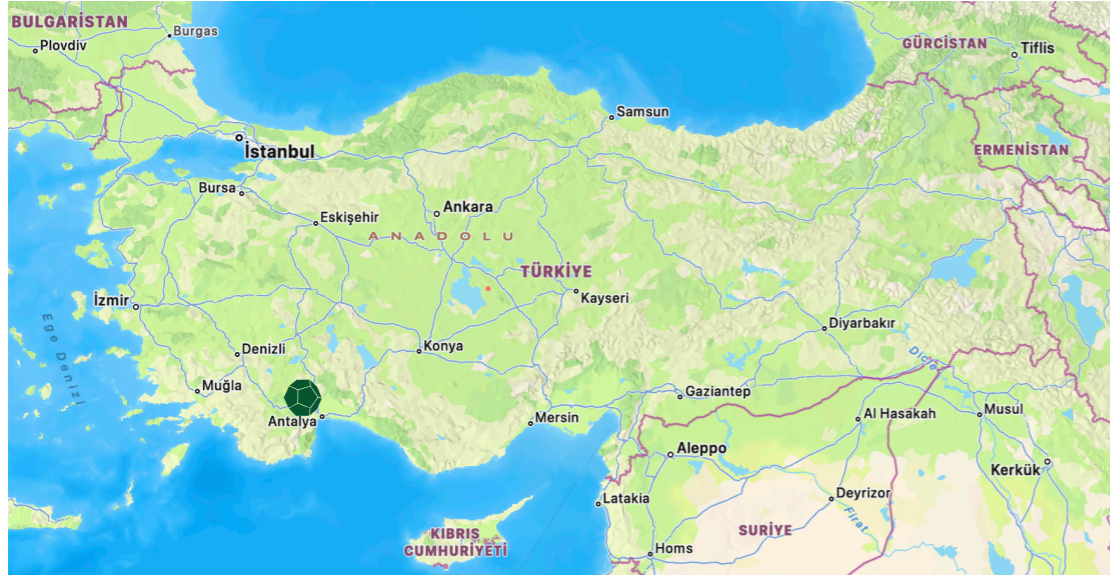 BULGARİSTAN
Burgas
Plovdiv
GÜRCİSTAN
Tiflis
Samsun
İstanbul
ERMENİSTAN
Bursa
Ankara
Eskişehir
ANADOLU
TÜRKİYE
İzmir
Kayseri
Ege Denizi
Diyarbakır
Denizli
Konya
Dicle
Muğla
Gaziantep
Antalya
Mersin
Al Hasakah
Musul
Aleppo
Kerkük
Latakia
Deyrizor
Fırat
KIBRIS
CUMHURİYETİ
SURİYE
Homs